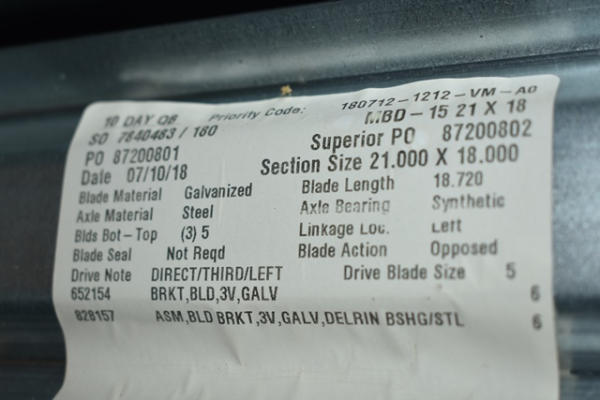 10 DAY QB Priority Code: 180712-1212-VM-A0
SO 7840483 / 160 MBD-15 21 X 18
PO 87200801 Superior PO 87200802
Date 07/10/18 Section Size 21.000 X 18.000
Blade Material Galvanized Blade Length 18.720
Axle Material Steel Axle Bearing Synthetic
Blds Bot-Top (3) 5 Linkage Loc. Left
Blade Seal Not Reqd Blade Action Opposed
Drive Note DIRECT/THIRD/LEFT Drive Blade Size 5
652154 BRKT,BLD,3V,GALV 6
828157 ASM,BLD BRKT,3V,GALV,DELRIN BSHG/STL 6